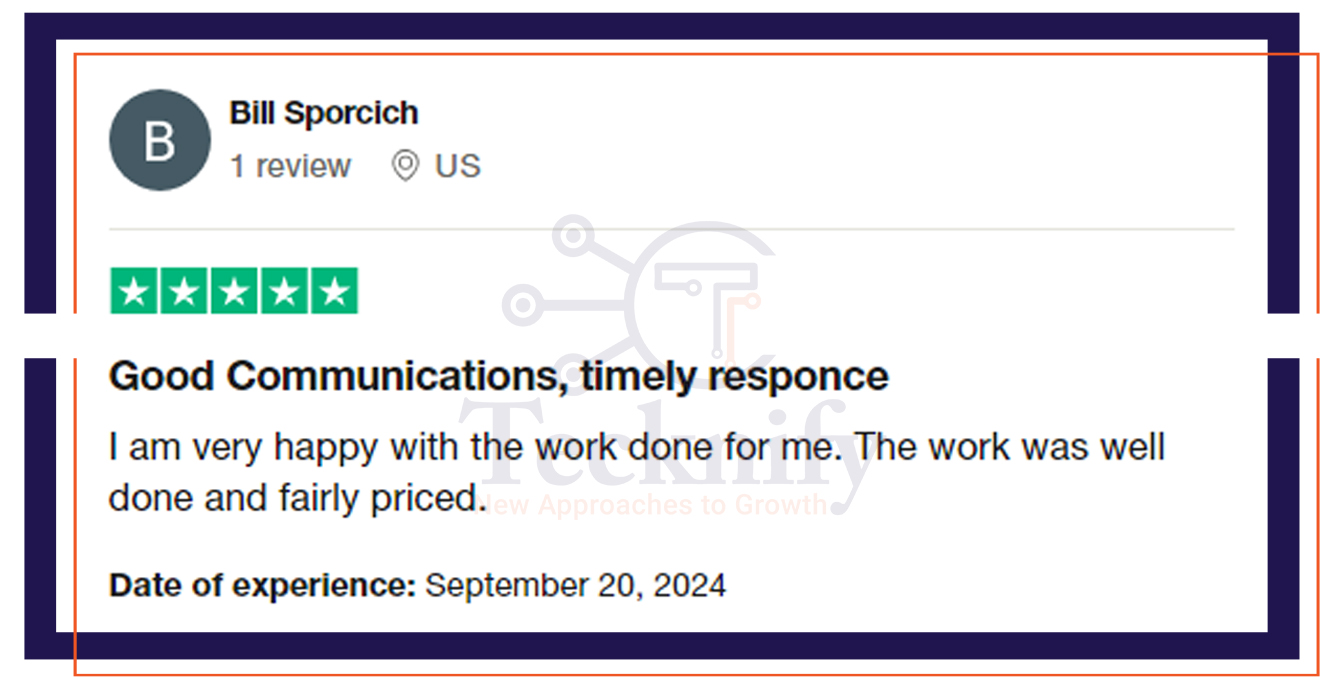 B
Bill Sporcich
1 review US
Good Communications, timely responce
I am very happy with the work done for me. The work was well
done and fairly priced.
Tecknify
New Approaches to Growth
Date of experience: September 20, 2024